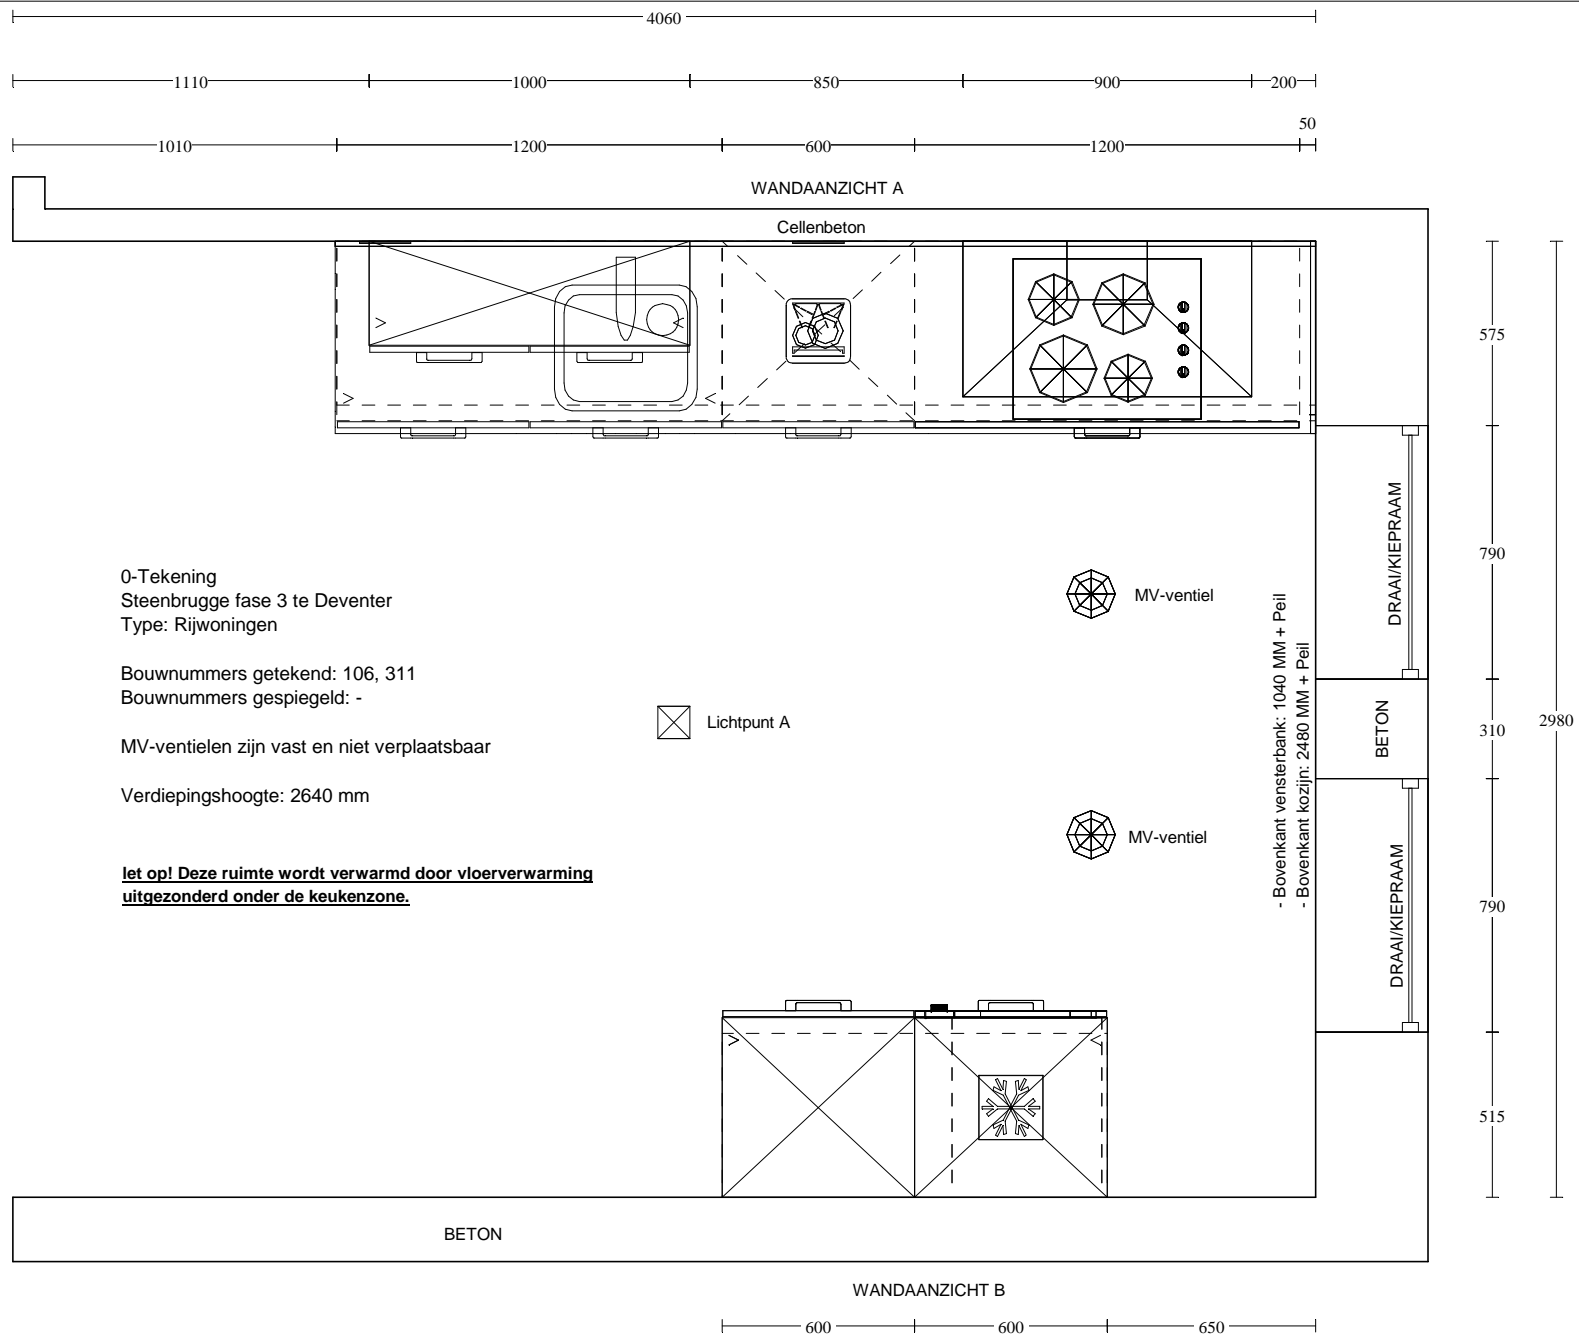 4060
1110 1000 850 900 200
50
1010 1200 600 1200
WANDAANZICHT A
Cellenbeton
575
790
310
2980
790
515
DRAAI/KIEPRAAM
BETON
DRAAI/KIEPRAAM
- Bovenkant vensterbank: 1040 MM + Peil
- Bovenkant kozijn: 2480 MM + Peil
MV-ventiel
MV-ventiel
Lichtpunt A
0-Tekening
Steenbrugge fase 3 te Deventer
Type: Rijwoningen
Bouwnummers getekend: 106, 311
Bouwnummers gespiegeld: -
MV-ventielen zijn vast en niet verplaatsbaar
Verdiepingshoogte: 2640 mm
let op! Deze ruimte wordt verwarmd door vloerverwarming
uitgezonderd onder de keukenzone.
BETON
WANDAANZICHT B
600 600 650